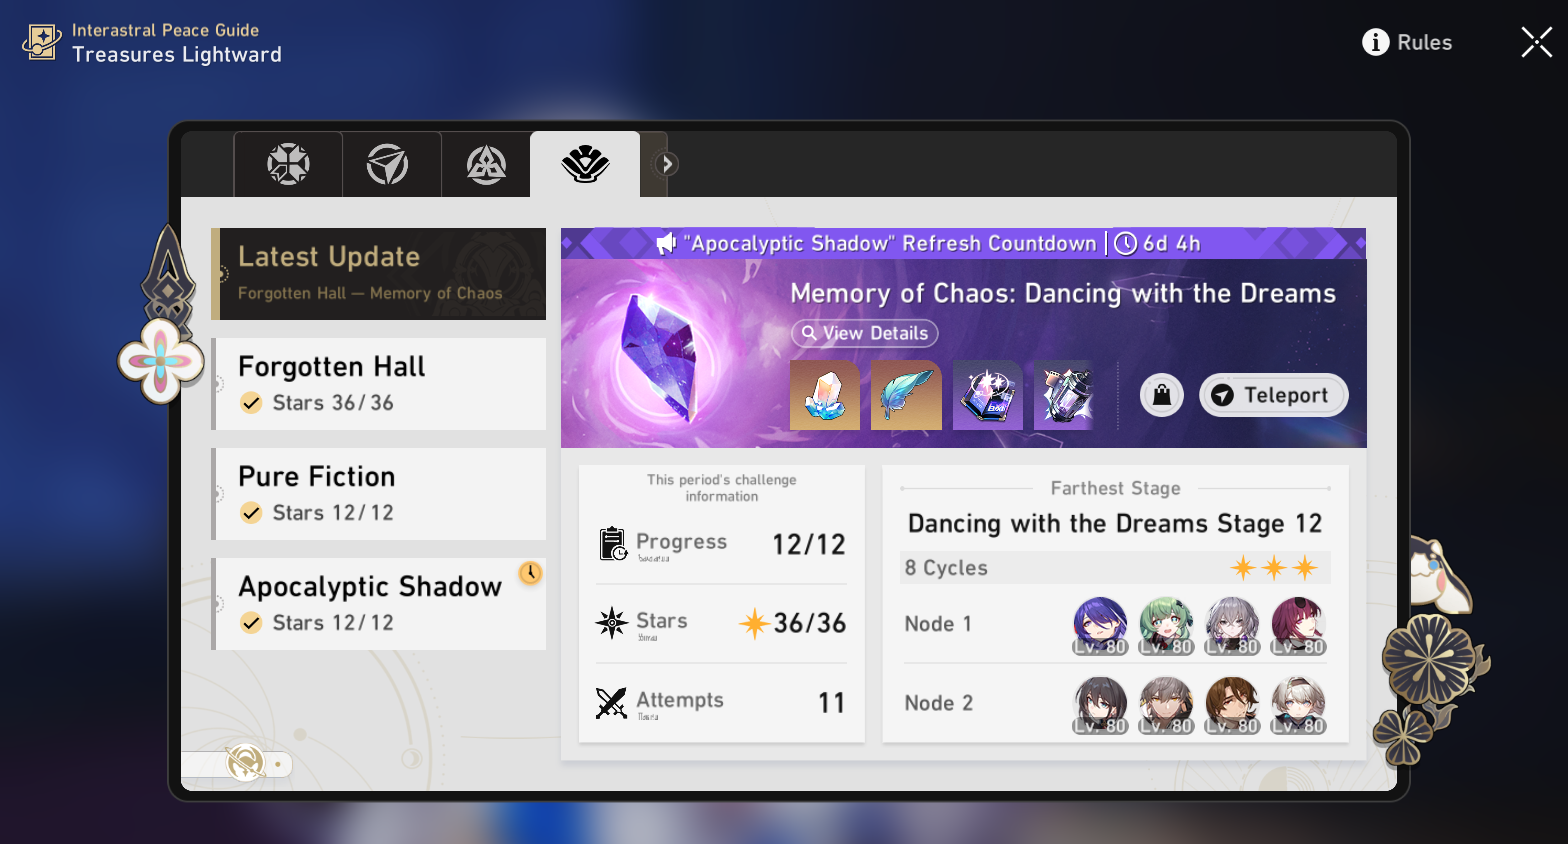 Interastral Peace Guide
Treasures Lightward
Rules
Latest Update
Forgotten Hall — Memory of Chaos
Forgotten Hall
Stars 36/36
Pure Fiction
Stars 12/12
Apocalyptic Shadow
Stars 12/12
"Apocalyptic Shadow" Refresh Countdown | 6d 4h
Memory of Chaos: Dancing with the Dreams
View Details
Teleport
This period's challenge
information
Progress 12/12
Stars 36/36
Attempts 11
Farthest Stage
Dancing with the Dreams Stage 12
8 Cycles
Node 1
Lv. 80 Lv. 80 Lv. 80 Lv. 80
Node 2
Lv. 80 Lv. 80 Lv. 80 Lv. 80